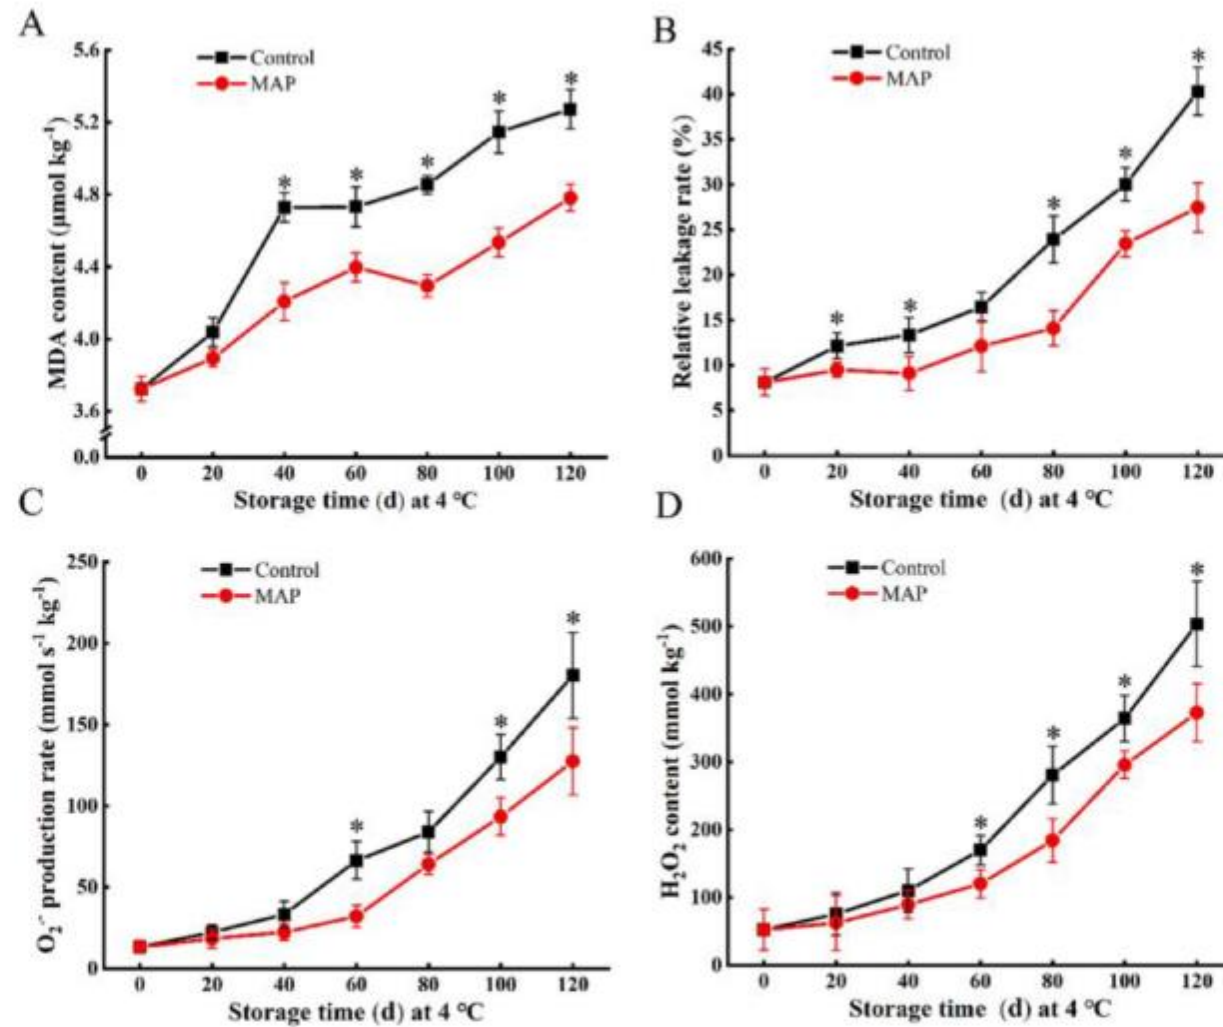 A
Control
MAP
*
*
*
*
*
5.6
5.2
4.8
4.4
4.0
3.6
0.0
MDA content (μmol kg⁻¹)
0 20 40 60 80 100 120
Storage time (d) at 4 °C
B
Control
MAP
*
*
*
*
*
45
40
35
30
25
20
15
10
5
0
Relative leakage rate (%)
0 20 40 60 80 100 120
Storage time (d) at 4 °C
C
Control
MAP
*
*
*
250
200
150
100
50
0
O₂·⁻ production rate (mmol s⁻¹ kg⁻¹)
0 20 40 60 80 100 120
Storage time (d) at 4 °C
D
Control
MAP
*
*
*
*
600
500
400
300
200
100
0
H₂O₂ content (mmol kg⁻¹)
0 20 40 60 80 100 120
Storage time (d) at 4 °C